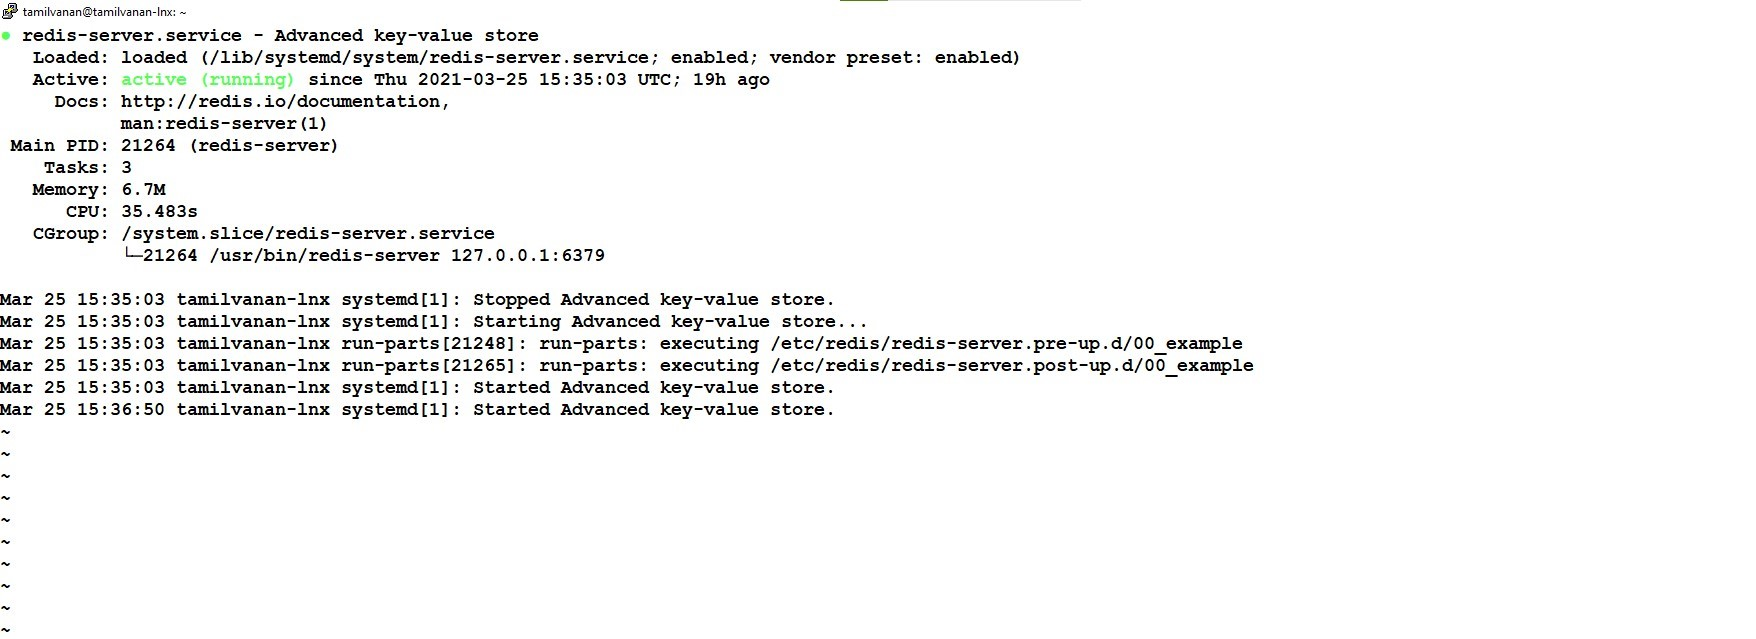 tamilvanan@tamilvanan-lnx: ~
● redis-server.service - Advanced key-value store
   Loaded: loaded (/lib/systemd/system/redis-server.service; enabled; vendor preset: enabled)
   Active: active (running) since Thu 2021-03-25 15:35:03 UTC; 19h ago
     Docs: http://redis.io/documentation,
           man:redis-server(1)
 Main PID: 21264 (redis-server)
    Tasks: 3
   Memory: 6.7M
      CPU: 35.483s
   CGroup: /system.slice/redis-server.service
           └─21264 /usr/bin/redis-server 127.0.0.1:6379

Mar 25 15:35:03 tamilvanan-lnx systemd[1]: Stopped Advanced key-value store.
Mar 25 15:35:03 tamilvanan-lnx systemd[1]: Starting Advanced key-value store...
Mar 25 15:35:03 tamilvanan-lnx run-parts[21248]: run-parts: executing /etc/redis/redis-server.pre-up.d/00_example
Mar 25 15:35:03 tamilvanan-lnx run-parts[21265]: run-parts: executing /etc/redis/redis-server.post-up.d/00_example
Mar 25 15:35:03 tamilvanan-lnx systemd[1]: Started Advanced key-value store.
Mar 25 15:36:50 tamilvanan-lnx systemd[1]: Started Advanced key-value store.
~
~
~
~
~
~
~
~
~
~